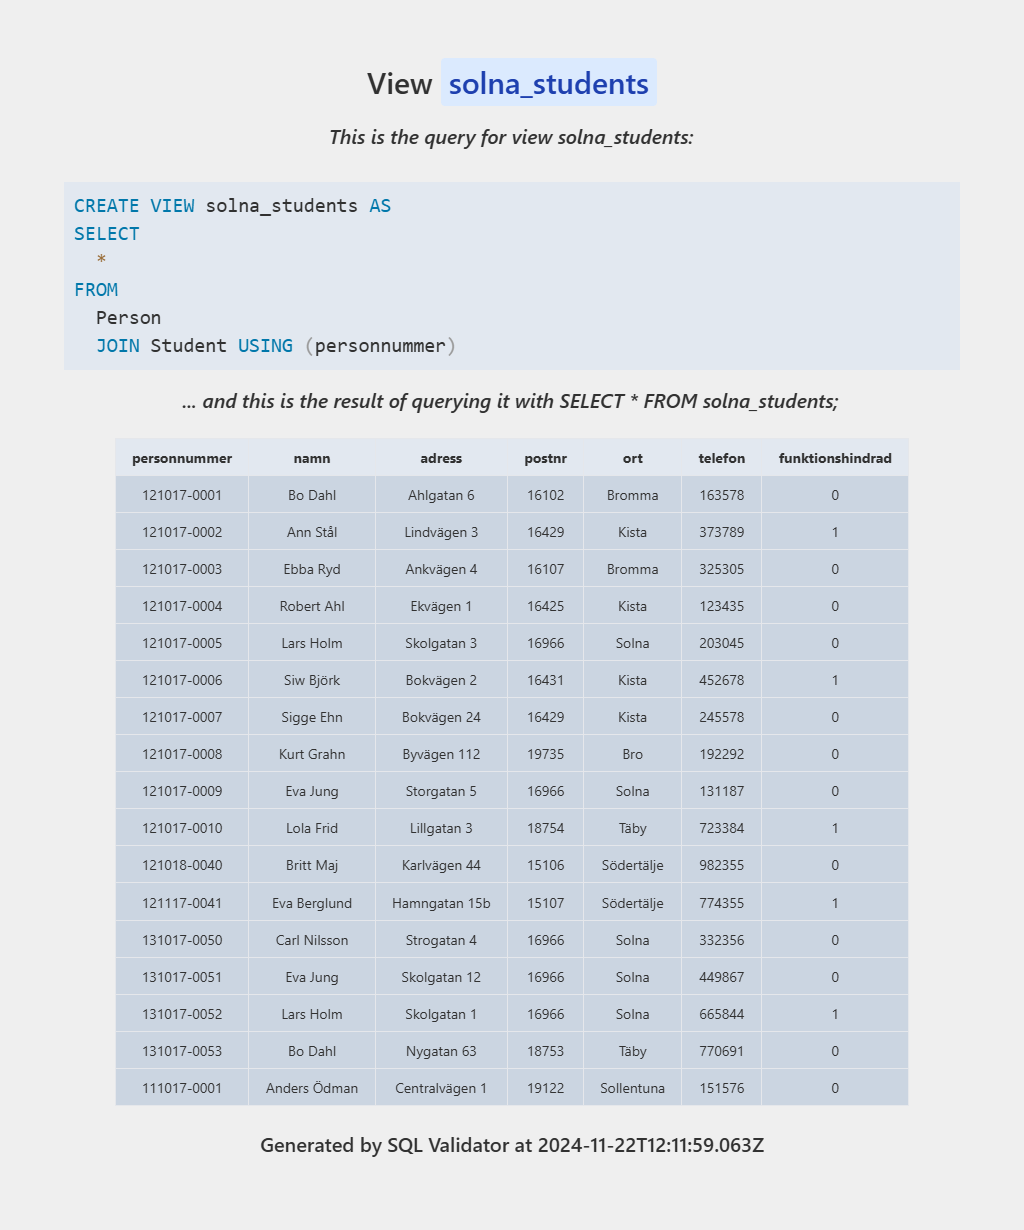 View solna_students
This is the query for view solna_students:
CREATE VIEW solna_students AS
SELECT
*
FROM
Person
JOIN Student USING (personnummer)
... and this is the result of querying it with SELECT * FROM solna_students;
personnummer namn adress postnr ort telefon funktionshindrad
121017-0001 Bo Dahl Ahlgatan 6 16102 Bromma 163578 0
121017-0002 Ann Stål Lindvägen 3 16429 Kista 373789 1
121017-0003 Ebba Ryd Ankvägen 4 16107 Bromma 325305 0
121017-0004 Robert Ahl Ekvägen 1 16425 Kista 123435 0
121017-0005 Lars Holm Skolgatan 3 16966 Solna 203045 0
121017-0006 Siw Björk Bokvägen 2 16431 Kista 452678 1
121017-0007 Sigge Ehn Bokvägen 24 16429 Kista 245578 0
121017-0008 Kurt Grahn Byvägen 112 19735 Bro 192292 0
121017-0009 Eva Jung Storgatan 5 16966 Solna 131187 0
121017-0010 Lola Frid Lillgatan 3 18754 Täby 723384 1
121018-0040 Britt Maj Karlvägen 44 15106 Södertälje 982355 0
121117-0041 Eva Berglund Hamngatan 15b 15107 Södertälje 774355 1
131017-0050 Carl Nilsson Strogatan 4 16966 Solna 332356 0
131017-0051 Eva Jung Skolgatan 12 16966 Solna 449867 0
131017-0052 Lars Holm Skolgatan 1 16966 Solna 665844 1
131017-0053 Bo Dahl Nygatan 63 18753 Täby 770691 0
111017-0001 Anders Ödman Centralvägen 1 19122 Sollentuna 151576 0
Generated by SQL Validator at 2024-11-22T12:11:59.063Z